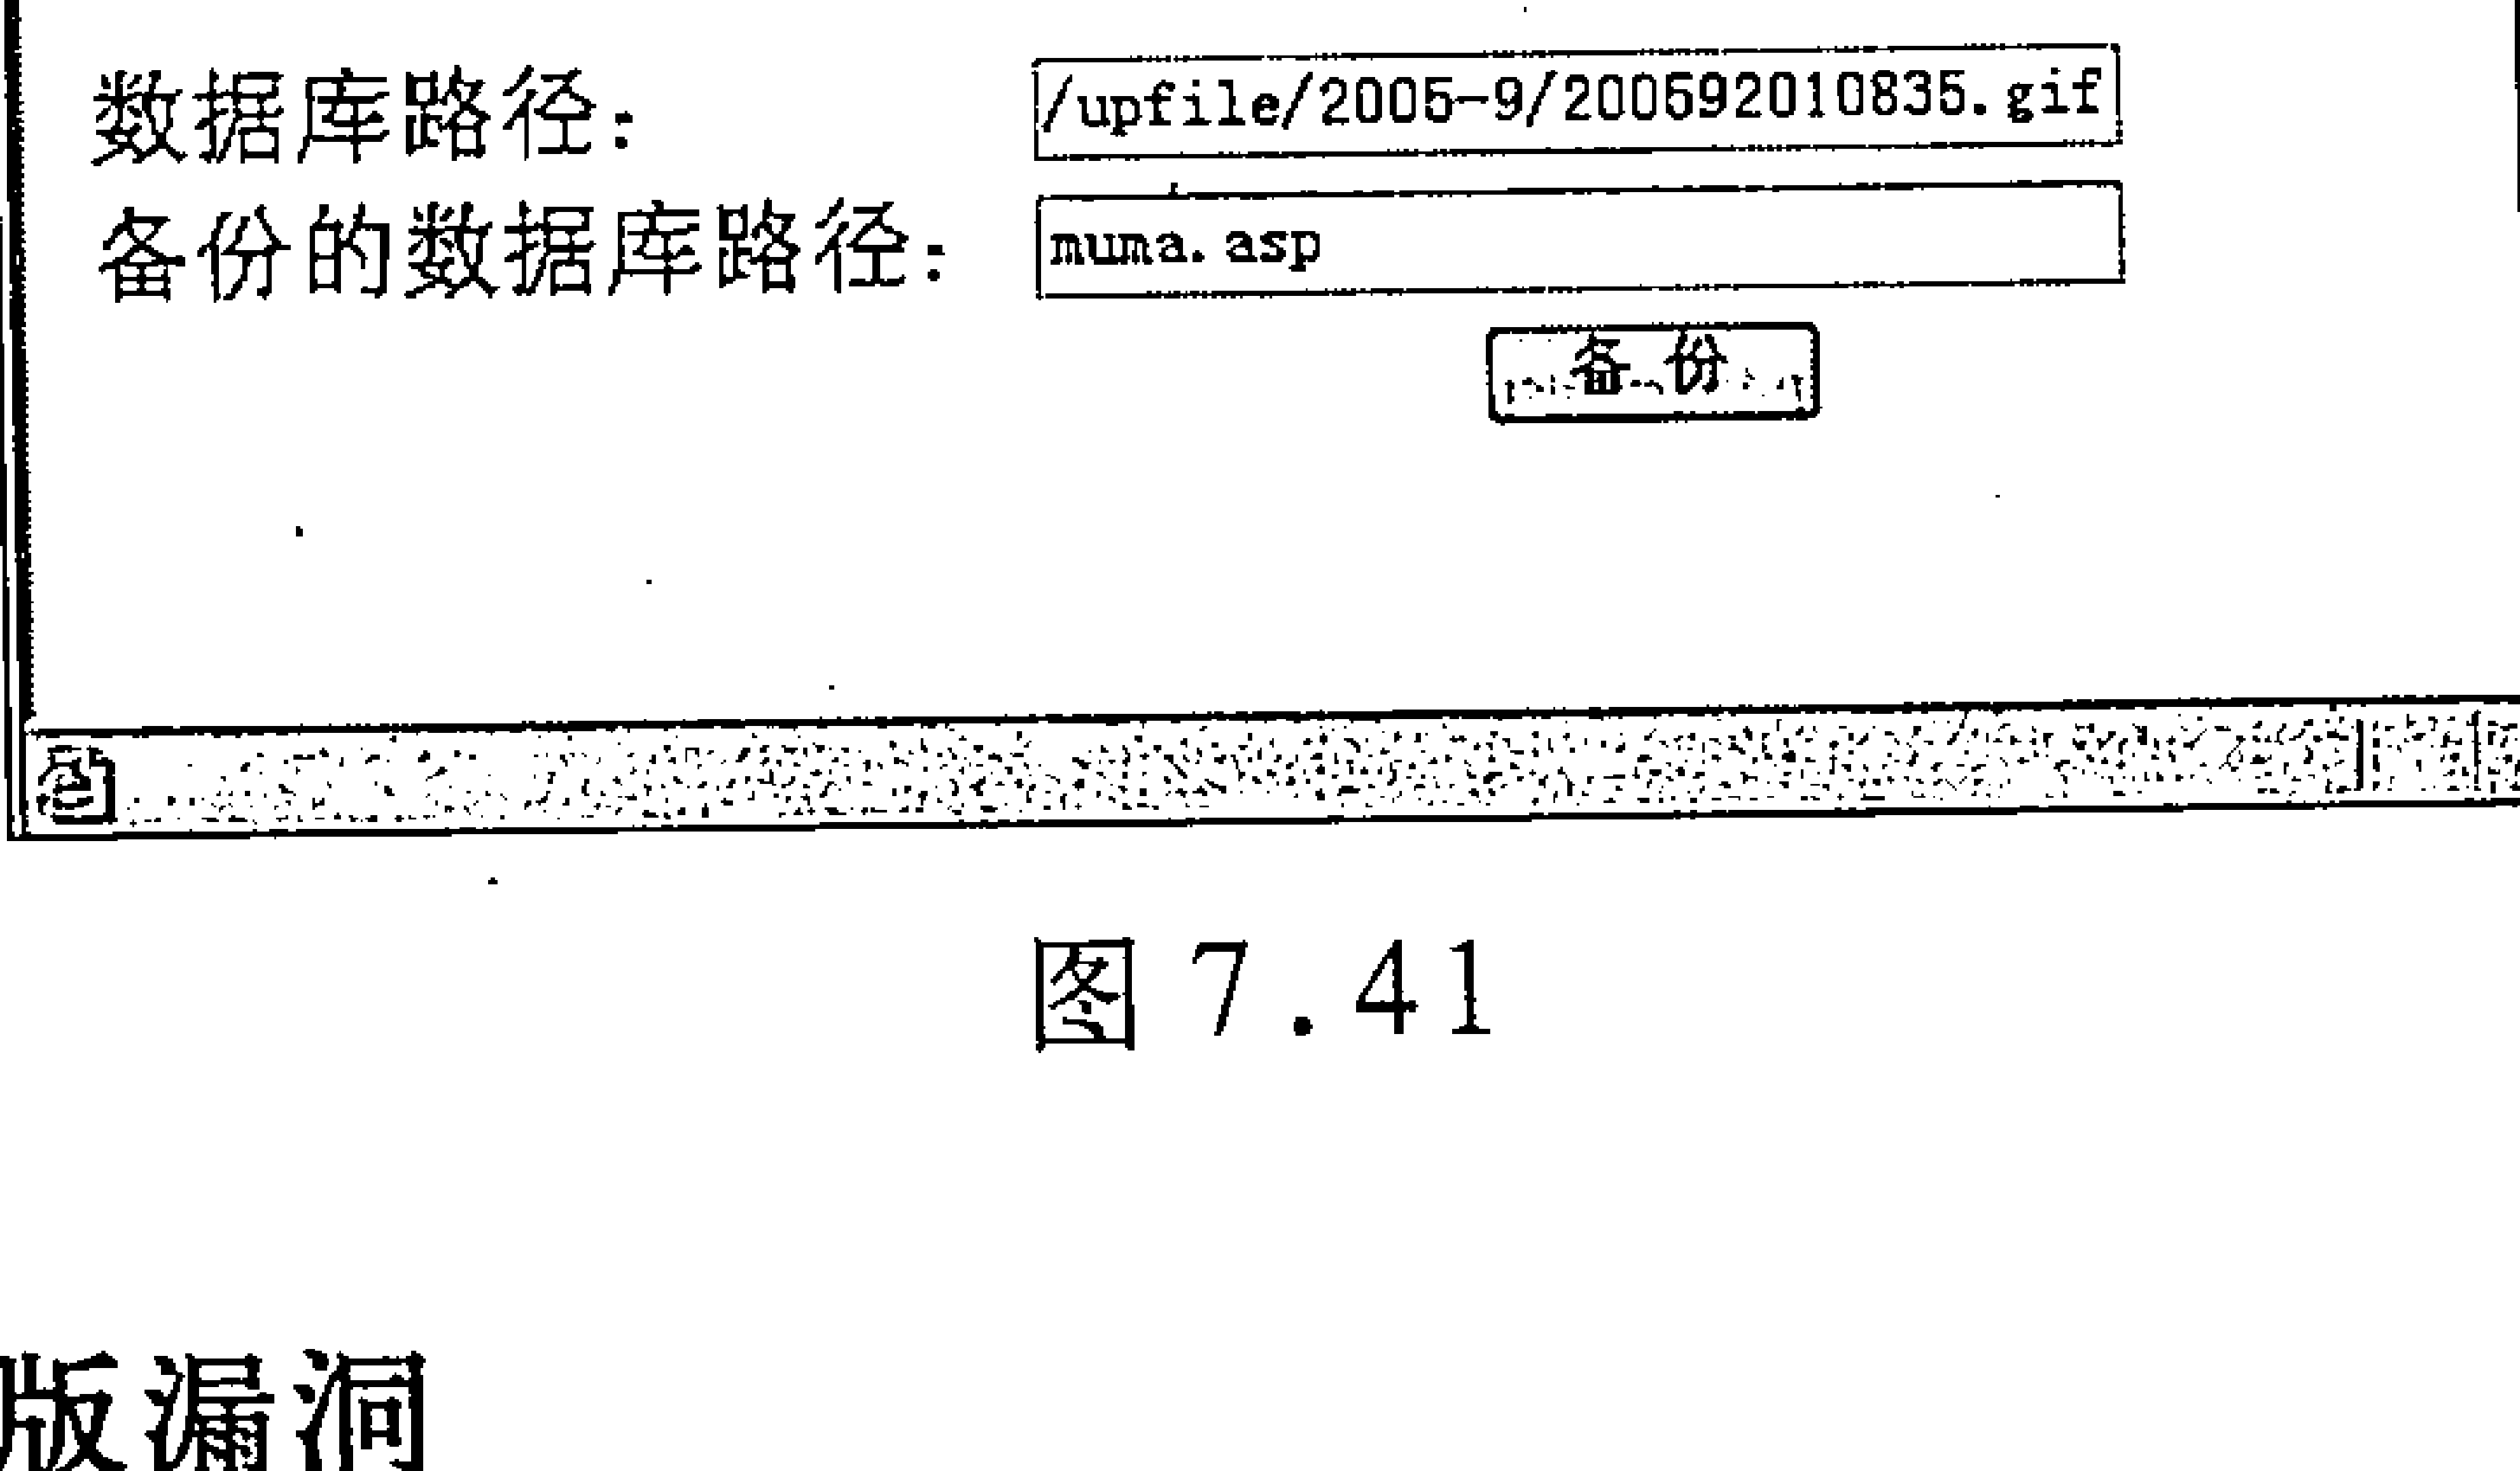 数据库路径: /upfile/2005-9/200592010835.gif
备份的数据库路径: muma.asp
备份
图 7.41
版漏洞